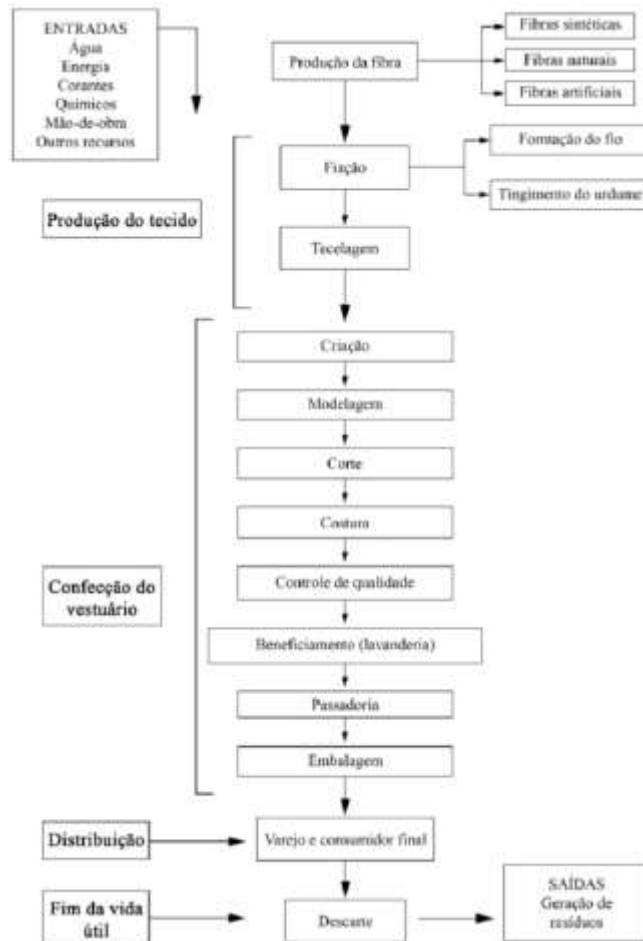 ENTRADAS
Água
Energia
Corantes
Químicos
Mão-de-obra
Outros recursos
Produção da fibra
Fibras sintéticas
Fibras naturais
Fibras artificiais
Fiação
Formação do fio
Tingimento do urdume
Produção do tecido
Tecelagem
Criação
Modelagem
Corte
Costura
Controle de qualidade
Confecção do
vestuário
Beneficiamento (lavanderia)
Passadoria
Embalagem
Distribuição
Varejo e consumidor final
Fim da vida
útil
Descarte
SAÍDAS
Geração de
resíduos